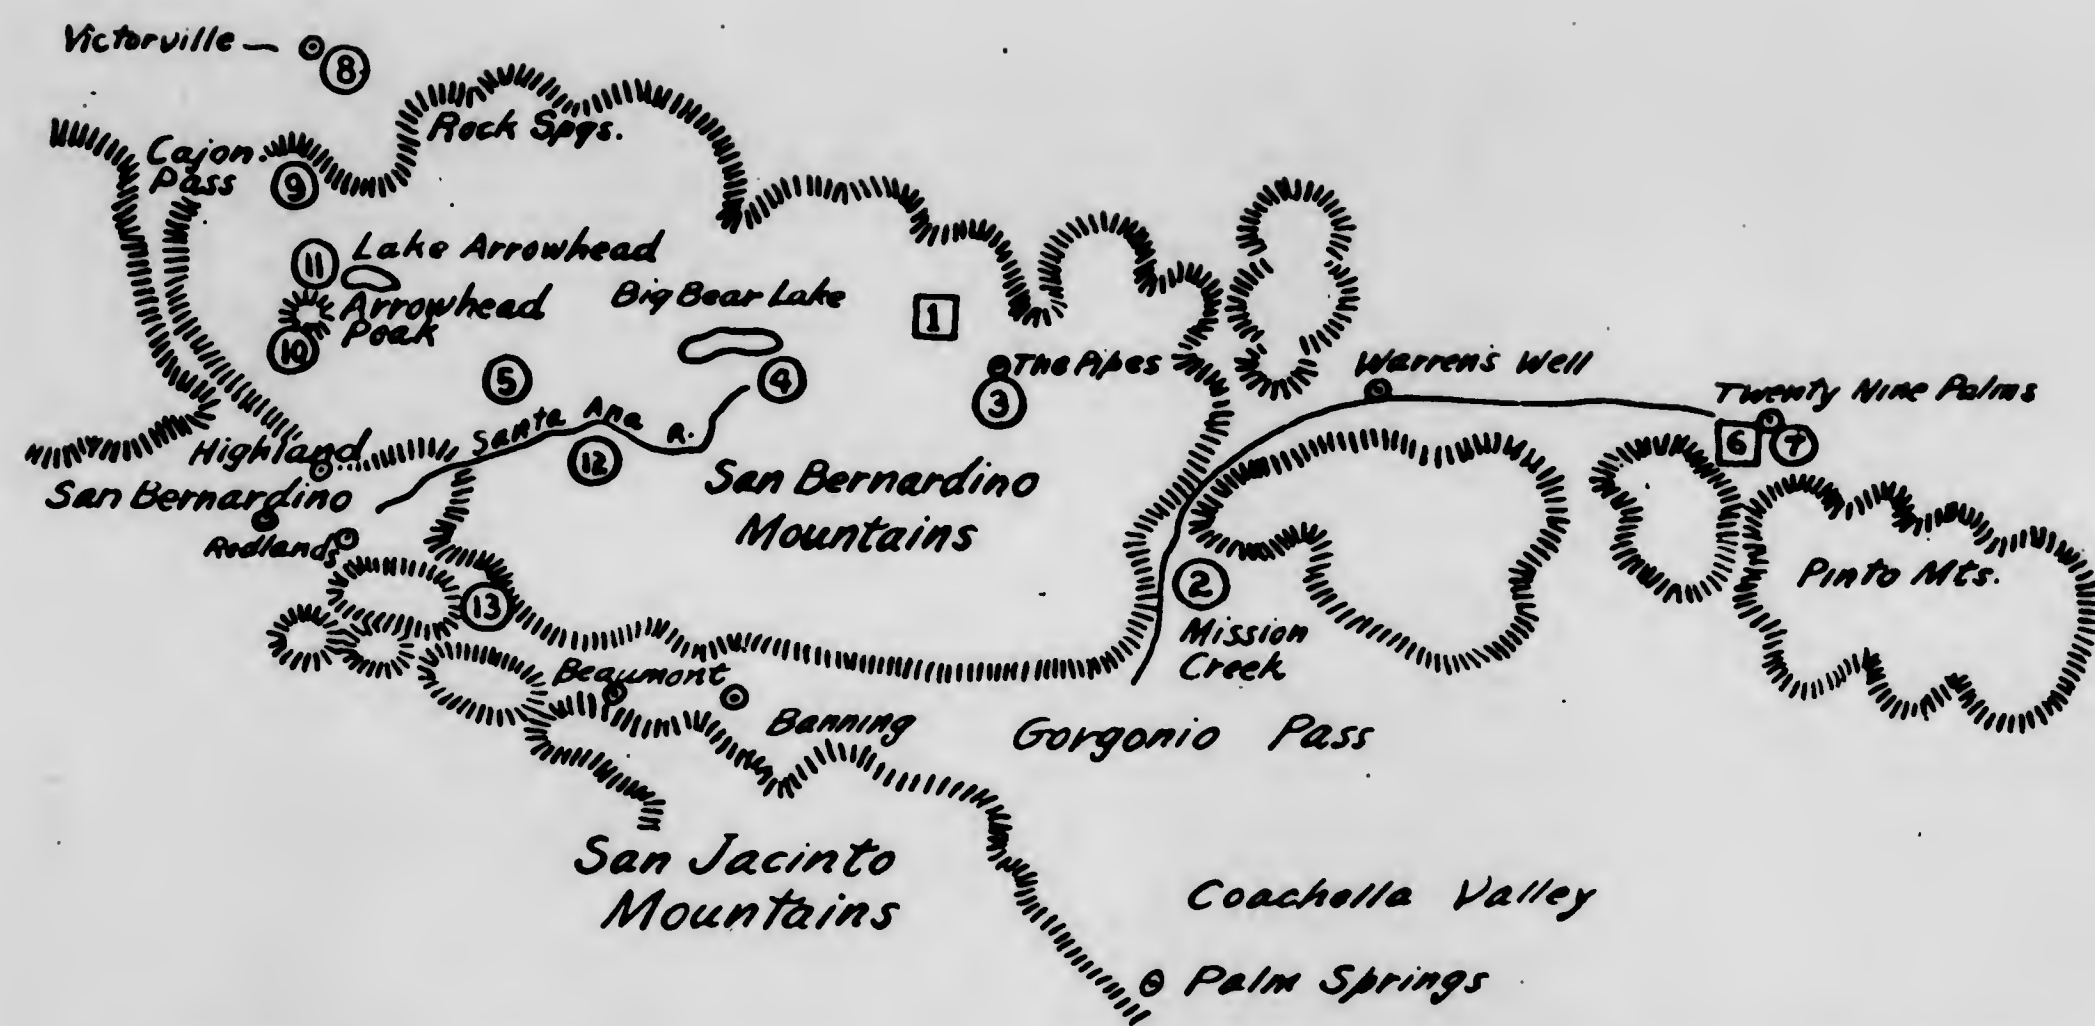 Victorville —
8
Rock Spgs.
Cajon
Pass
9
11
Lake Arrowhead
Arrowhead
Poak
10
Big Bear Lake
1
The Pipes
3
4
5
Santa Ana R.
12
Warren's Well
Twenty Nine Palms
6
7
Highland
San Bernardino
Redlands
San Bernardino
Mountains
2
Mission
Creek
Pinto Mts.
13
Beaumont
Banning
Gorgonio Pass
San Jacinto
Mountains
Coachella Valley
Palm Springs